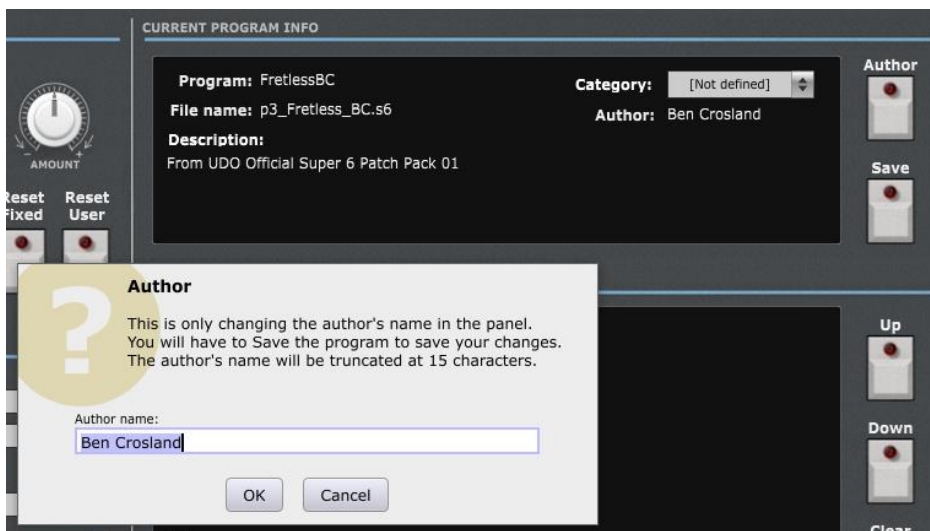 CURRENT PROGRAM INFO
Program: FretlessBC
Category: [Not defined]
Author
File name: p3_Fretless_BC.s6
Author: Ben Crosland
Description:
From UDO Official Super 6 Patch Pack 01
AMOUNT
Save
Reset Fixed
Reset User
Author
This is only changing the author's name in the panel.
You will have to Save the program to save your changes.
The author's name will be truncated at 15 characters.
Author name:
Ben Crosland
OK
Cancel
Up
Down
Clear